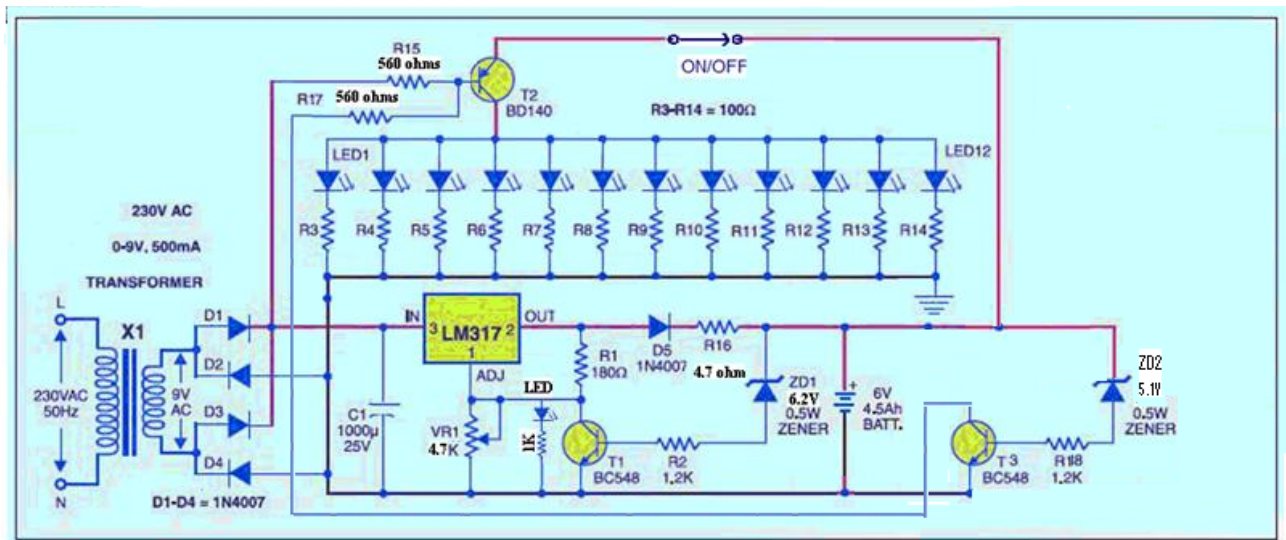 R15
560 ohms
R17
560 ohms
T2
BD140
ON/OFF
R3-R14 = 100Ω
LED1
LED12
R3
R4
R5
R6
R7
R8
R9
R10
R11
R12
R13
R14
230V AC
0-9V, 500mA
TRANSFORMER
L
X1
230VAC
50Hz
N
9V
AC
D1
D2
D3
D4
D1-D4 = 1N4007
C1
1000µ
25V
IN
OUT
3
LM317
2
1
ADJ
VR1
4.7K
LED
1K
R1
180Ω
T1
BC548
D5
1N4007
R16
4.7 ohm
R2
1.2K
ZD1
6.2V
0.5W
ZENER
+
6V
4.5Ah
BATT.
T 3
BC548
R18
1.2K
ZD2
5.1V
0.5W
ZENER